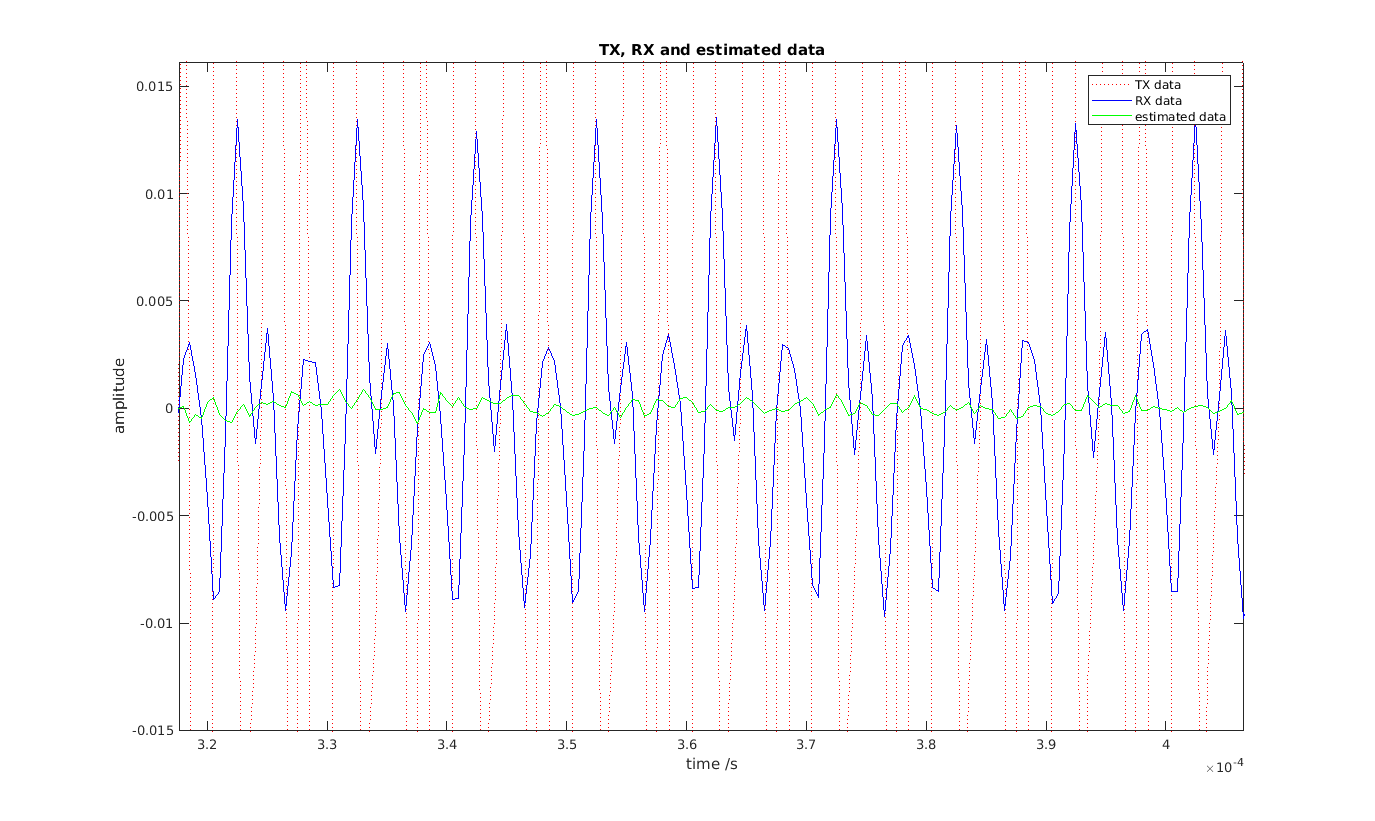 TX, RX and estimated data
TX data
RX data
estimated data
0.015
0.01
0.005
0
-0.005
-0.01
-0.015
amplitude
3.2 3.3 3.4 3.5 3.6 3.7 3.8 3.9 4
time /s
×10⁻⁴